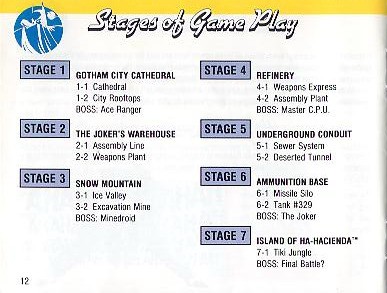 Stages of Game Play
STAGE 1
GOTHAM CITY CATHEDRAL
1-1 Cathedral
1-2 City Rooftops
BOSS: Ace Ranger
STAGE 2
THE JOKER'S WAREHOUSE
2-1 Assembly Line
2-2 Weapons Plant
STAGE 3
SNOW MOUNTAIN
3-1 Ice Valley
3-2 Excavation Mine
BOSS: Minedroid
STAGE 4
REFINERY
4-1 Weapons Express
4-2 Assembly Plant
BOSS: Master C.P.U.
STAGE 5
UNDERGROUND CONDUIT
5-1 Sewer System
5-2 Deserted Tunnel
STAGE 6
AMMUNITION BASE
6-1 Missile Silo
6-2 Tank #329
BOSS: The Joker
STAGE 7
ISLAND OF HA-HACIENDA™
7-1 Tiki Jungle
BOSS: Final Battle?
12